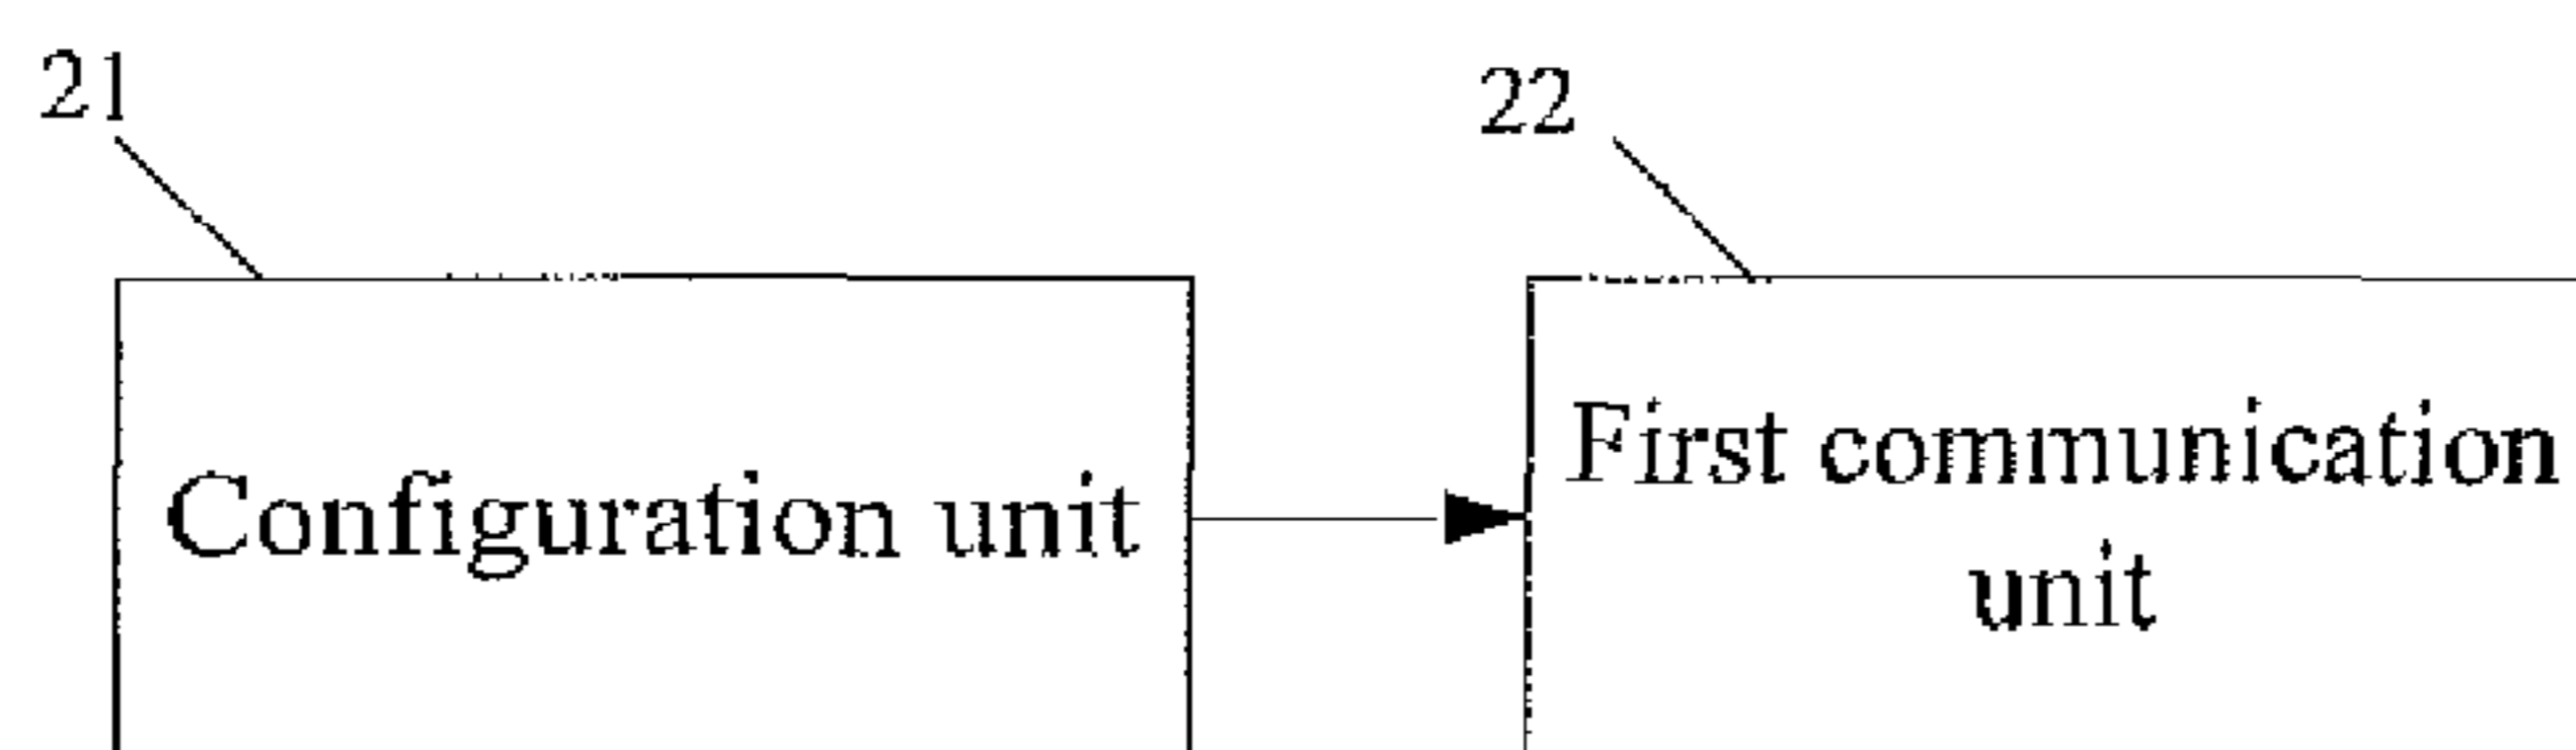 21
22
Configuration unit
First communication
unit